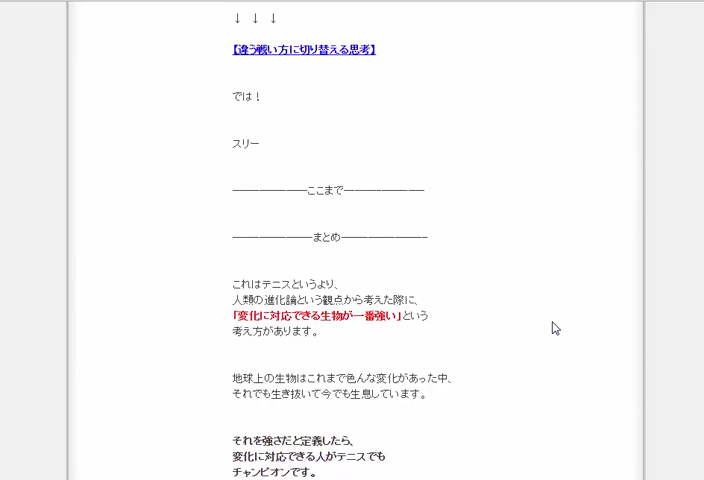 ↓ ↓ ↓
【違う戦い方に切り替える思考】
では！
スリー
―――――――ここまで―――――――
―――――――まとめ――――――――
これはテニスというより、
人類の進化論という観点から考えた際に、
「変化に対応できる生物が一番強い」という
考え方があります。
地球上の生物はこれまで色んな変化があった中、
それでも生き抜いて今でも生息しています。
それを強さだと定義したら、
変化に対応できる人がテニスでも
チャンピオンです。